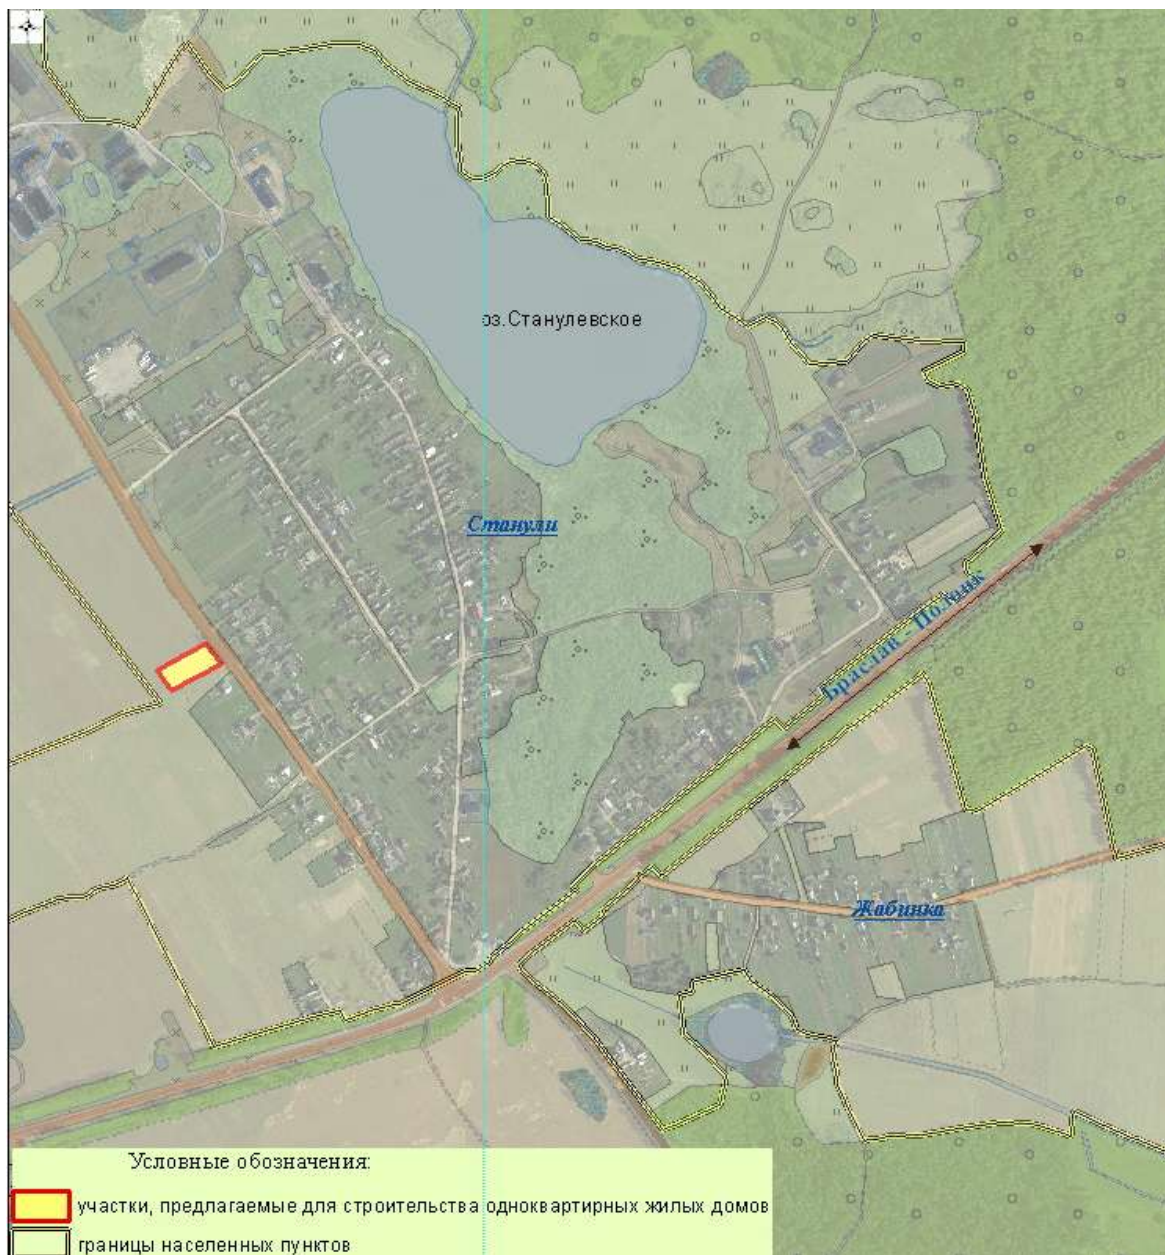 оз.Станулевское
Станули
Браслав - Полоцк
Жабинка
Условные обозначения:
участки, предлагаемые для строительства одноквартирных жилых домов
границы населенных пунктов